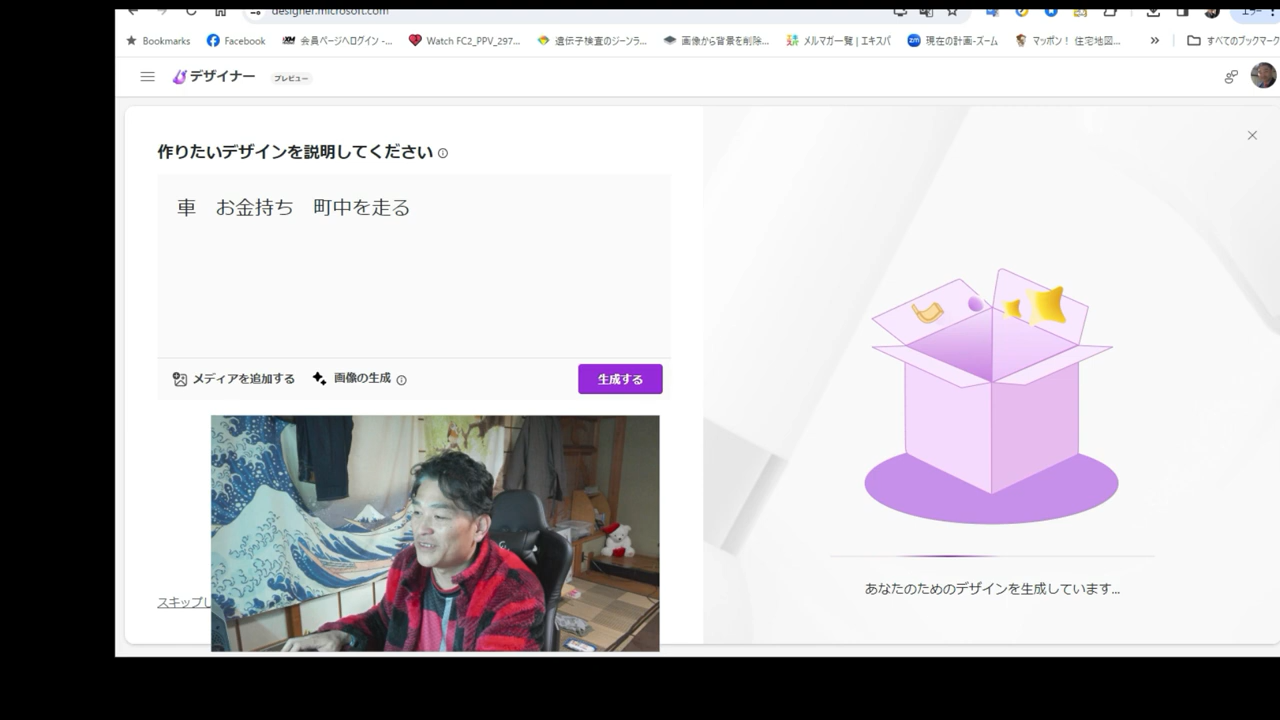 designer.microsoft.com
Bookmarks
Facebook
会員ページへログイン -...
Watch FC2_PPV_297...
遺伝子検査のジーンラ...
画像から背景を削除...
メルマガ一覧 | エキスパ
現在の計画-ズーム
マッポン！ 住宅地図...
»
すべてのブックマーク
デザイナー
プレビュー
作りたいデザインを説明してください
車　お金持ち　町中を走る
メディアを追加する
画像の生成
生成する
スキップし
あなたのためのデザインを生成しています...